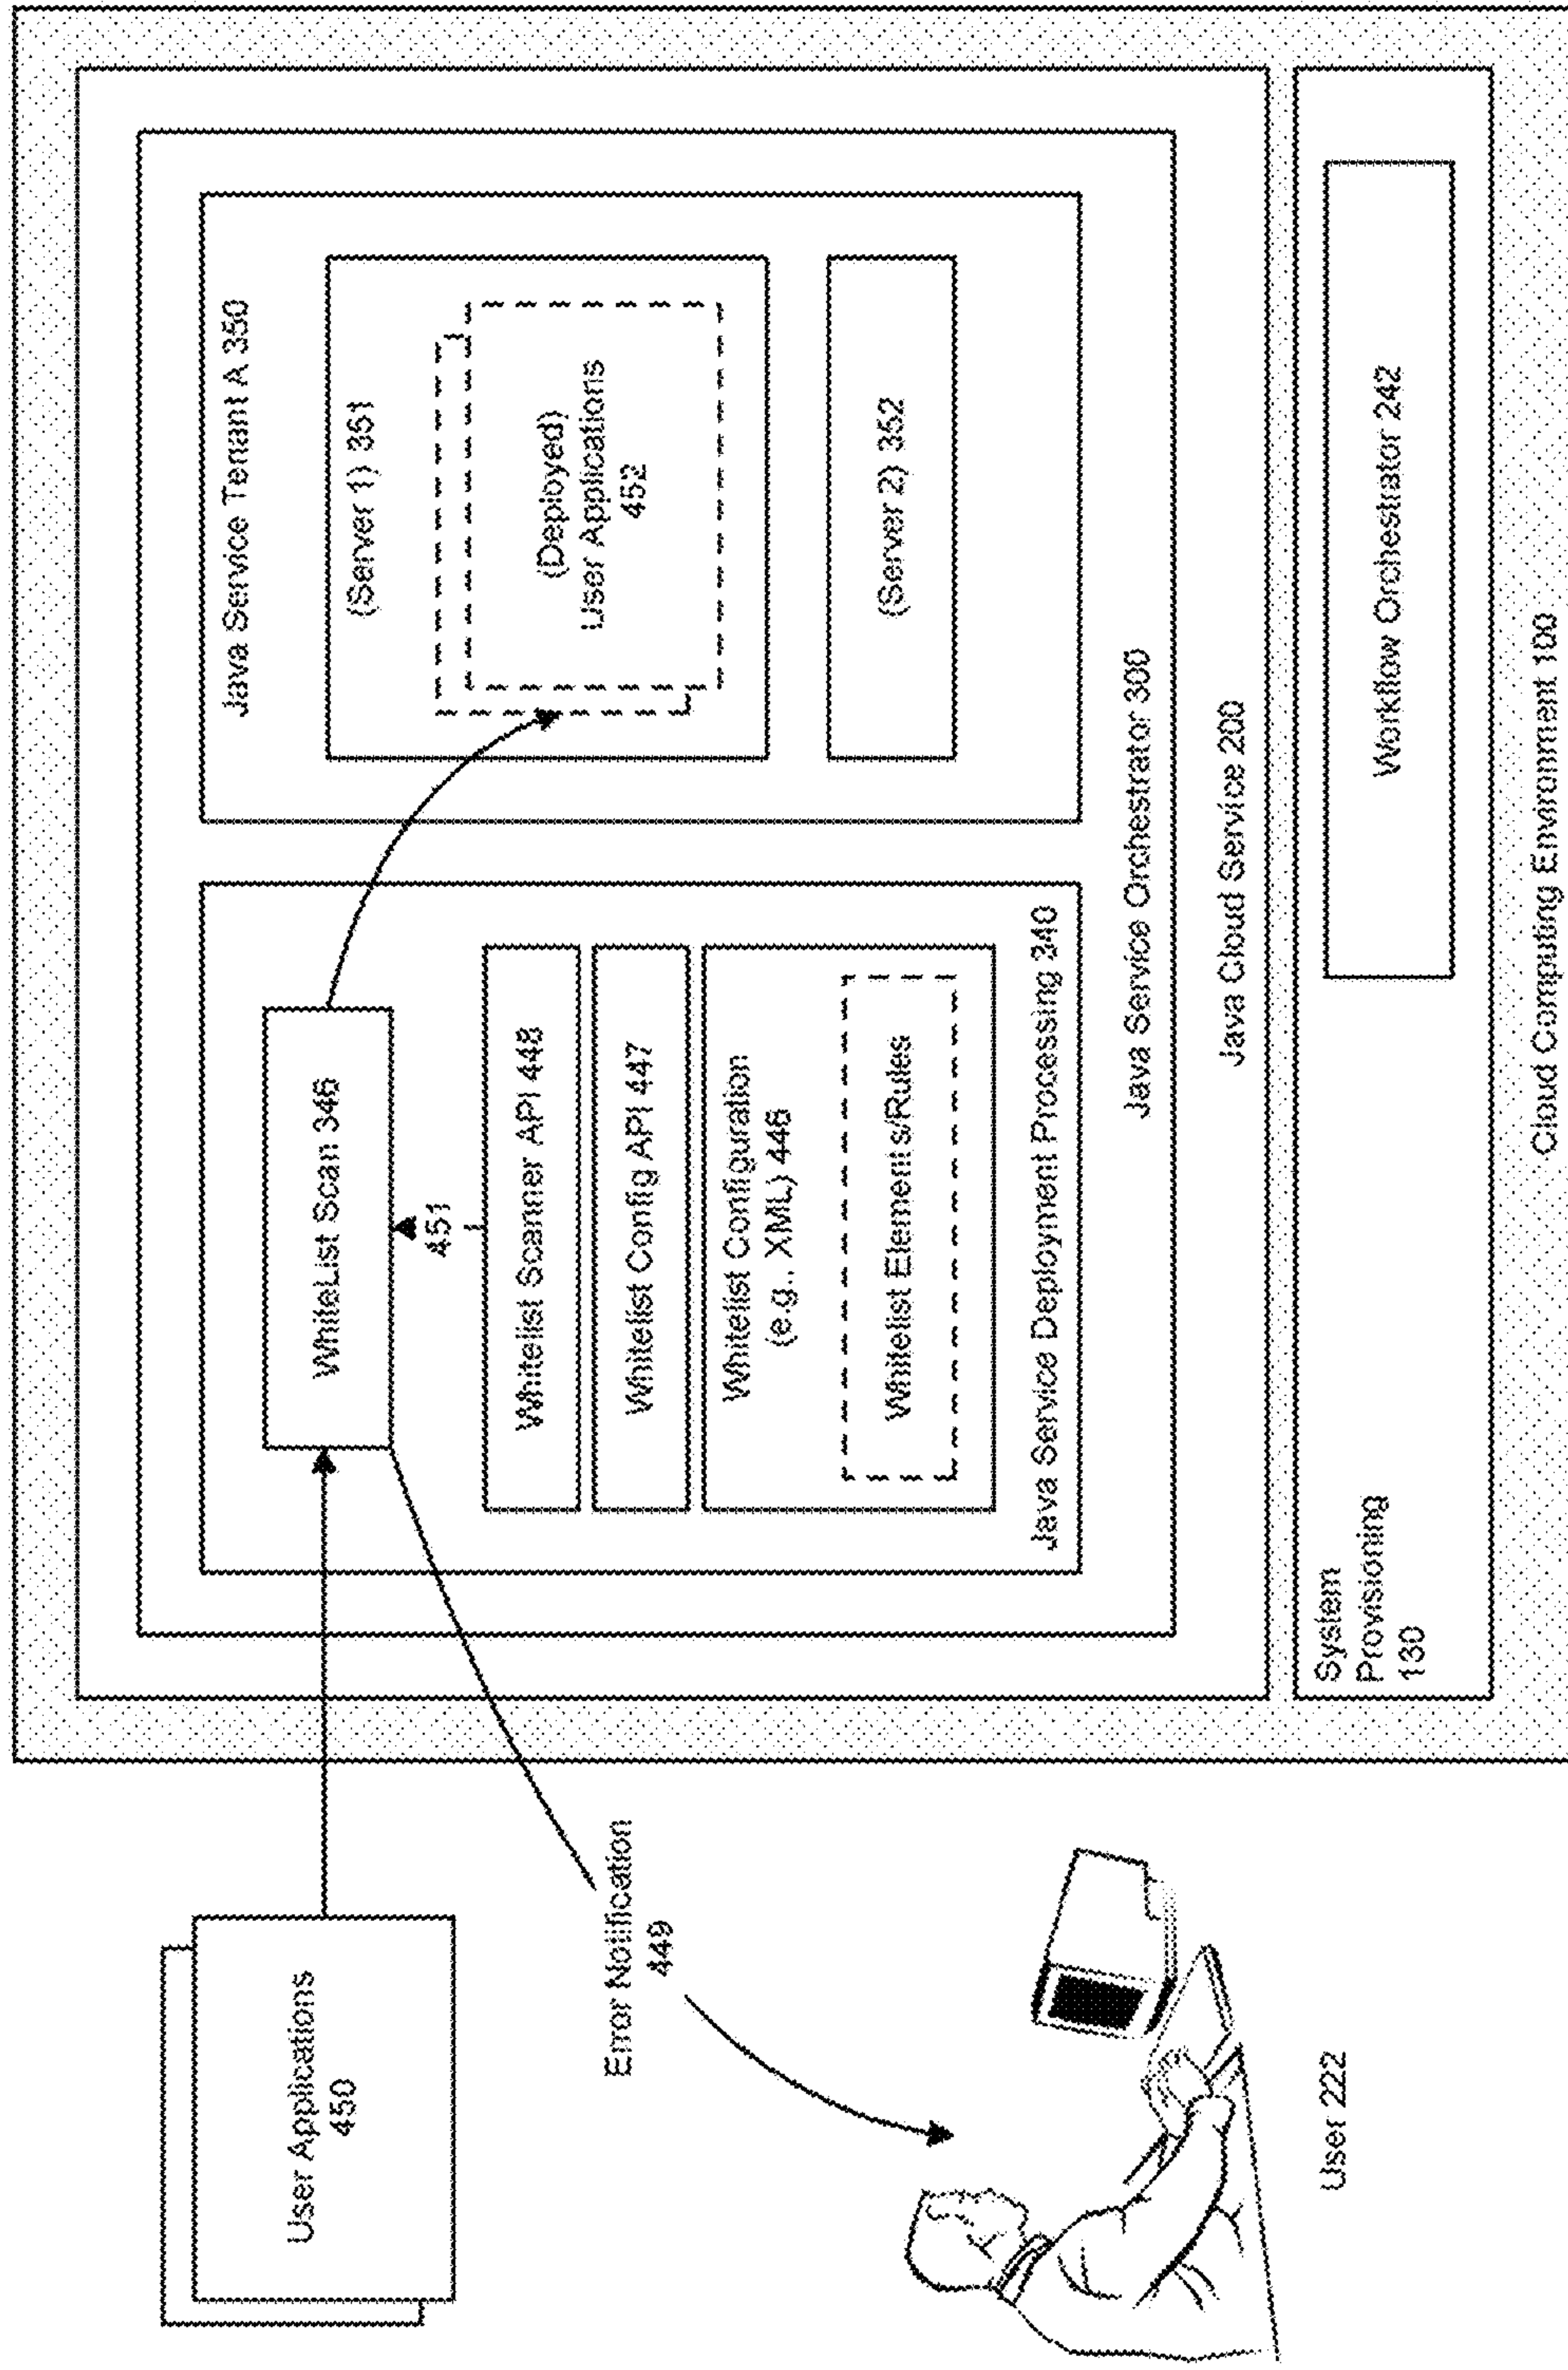 User Applications
450
Error Notification
449
User 222
WhiteList Scan 346
451
Whitelist Scanner API 448
Whitelist Config API 447
Whitelist Configuration
(e.g., XML) 446
Whitelist Elements/Rules
Java Service Deployment Processing 340
Java Service Tenant A 350
(Server 1) 351
(Deployed)
User Applications
452
(Server 2) 352
Java Service Orchestrator 300
Java Cloud Service 200
System
Provisioning
130
Workflow Orchestrator 242
Cloud Computing Environment 100